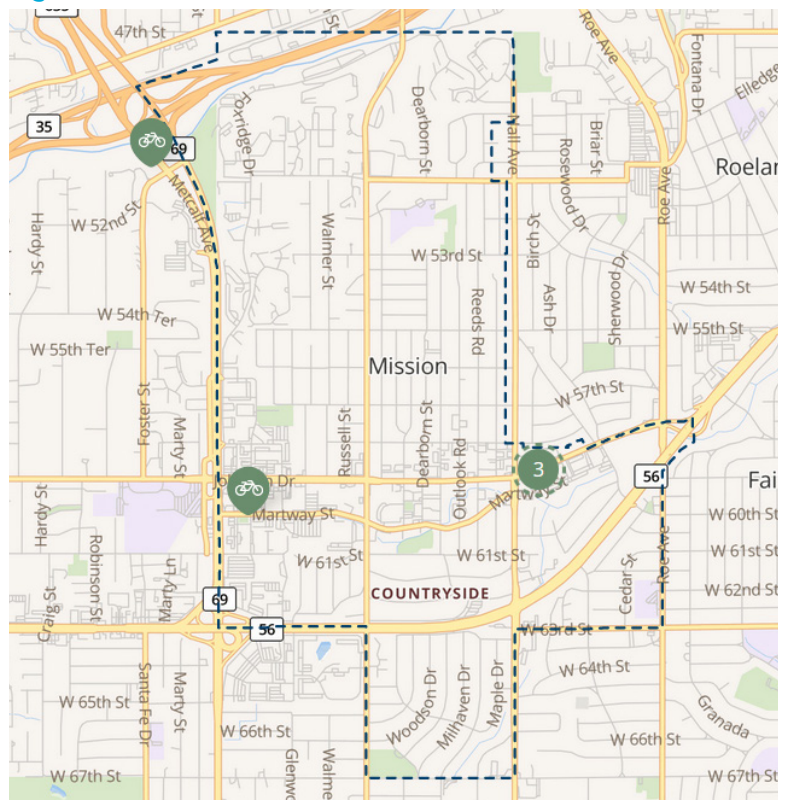 635
47th St
St
Roe Ave
Fontana Dr
35
69
Foxridge Dr
Dearborn St
Nall Ave
Briar St
Rosewood Dr
Roe Ave
Metcalf Ave
W 52nd St
Hardy St
Walmer St
W 53rd St
Birch St
Reeds Rd
Ash Dr
Sherwood Dr
W 54th St
W 54th Ter
W 55th St
W 55th Ter
Mission
W 57th St
Foster St
Marty St
Russell St
Dearborn St
Outlook Rd
3
56
Martway St
Martway St
Hardy St
Robinson St
W 60th St
W 61st St
W 61st St
W 61st St
Roe Ave
Cedar St
W 62nd St
Marty Ln
Craig St
69
COUNTRYSIDE
56
W 63rd St
W 64th St
Woodson Dr
Milhaven Dr
Maple Dr
Santa Fe Dr
Marty St
W 65th St
Granada
W 66th St
W 66th St
W 67th St
W 67th St